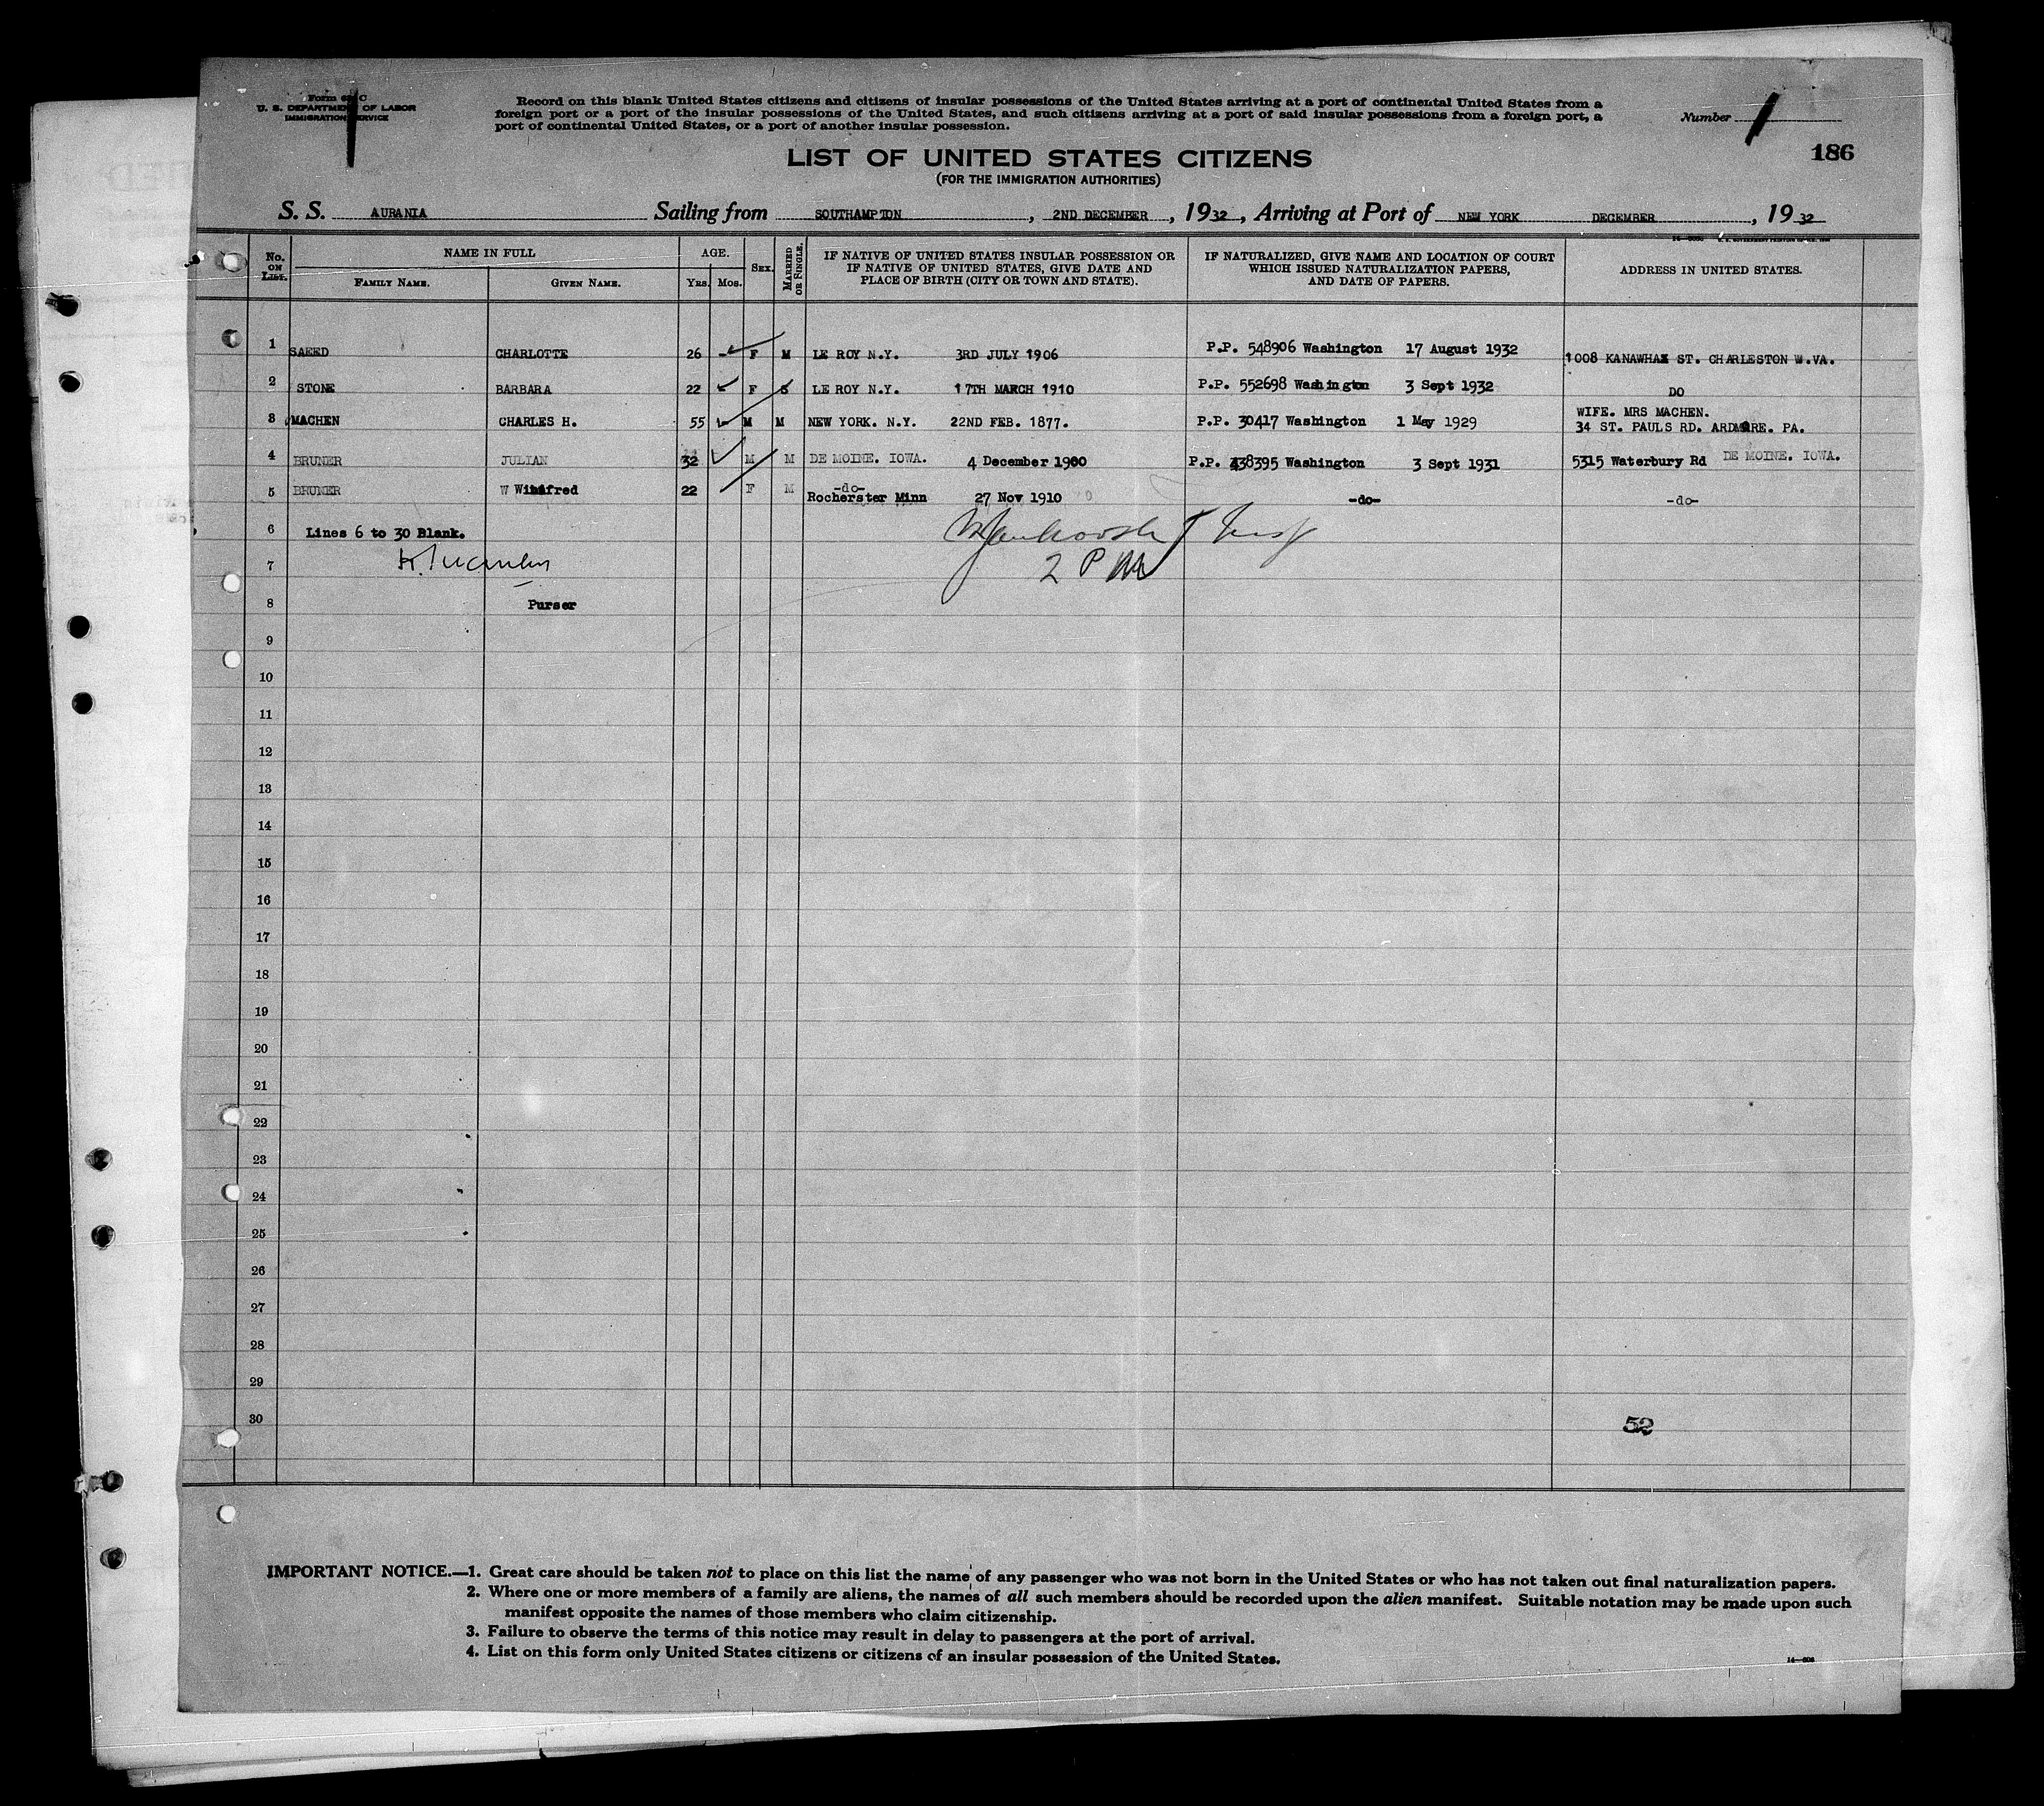 Form 630 C
U. S. DEPARTMENT OF LABOR
IMMIGRATION SERVICE
Record on this blank United States citizens and citizens of insular possessions of the United States arriving at a port of continental United States from a
foreign port or a port of the insular possessions of the United States, and such citizens arriving at a port of said insular possessions from a foreign port, a
port of continental United States, or a port of another insular possession.
Number 1
186
LIST OF UNITED STATES CITIZENS
(FOR THE IMMIGRATION AUTHORITIES)
S. S. AURANIA Sailing from SOUTHAMPTON, 2ND DECEMBER, 1932, Arriving at Port of NEW YORK DECEMBER, 1932
No. ON LIST. NAME IN FULL FAMILY NAME. GIVEN NAME. AGE. YRS. MOS. SEX. MARRIED OR SINGLE. IF NATIVE OF UNITED STATES INSULAR POSSESSION OR IF NATIVE OF UNITED STATES, GIVE DATE AND PLACE OF BIRTH (CITY OR TOWN AND STATE). IF NATURALIZED, GIVE NAME AND LOCATION OF COURT WHICH ISSUED NATURALIZATION PAPERS, AND DATE OF PAPERS. ADDRESS IN UNITED STATES.
1 SAEED CHARLOTTE 26 - F M LE ROY N.Y. 3RD JULY 1906 P.P. 548906 Washington 17 August 1932 1008 KANAWHA ST. CHARLESTON W.VA.
2 STONE BARBARA 22 F S LE ROY N.Y. 17TH MARCH 1910 P.P. 552698 Washington 3 Sept 1932 DO
3 MACHEN CHARLES H. 55 M M NEW YORK. N.Y. 22ND FEB. 1877. P.P. 30417 Washington 1 May 1929 WIFE. MRS MACHEN.
34 ST. PAULS RD. ARDMORE. PA.
4 BRUNER JULIAN 32 M M DE MOINE. IOWA. 4 December 1900 P.P. 438395 Washington 3 Sept 1931 5315 Waterbury Rd DE MOINE. IOWA.
5 BRUNER W Winifred 22 F M -do-
Rocherster Minn 27 Nov 1910 -do- -do-
6 Lines 6 to 30 Blank.
7 2 PM
8 Purser
9
10
11
12
13
14
15
16
17
18
19
20
21
22
23
24
25
26
27
28
29
30 52
IMPORTANT NOTICE.—1. Great care should be taken not to place on this list the name of any passenger who was not born in the United States or who has not taken out final naturalization papers.
2. Where one or more members of a family are aliens, the names of all such members should be recorded upon the alien manifest. Suitable notation may be made upon such
manifest opposite the names of those members who claim citizenship.
3. Failure to observe the terms of this notice may result in delay to passengers at the port of arrival.
4. List on this form only United States citizens or citizens of an insular possession of the United States.